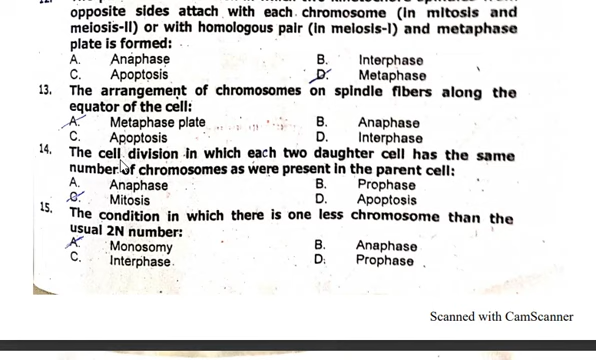 opposite sides attach with each chromosome (in mitosis and
meiosis-II) or with homologous pair (in meiosis-I) and metaphase
plate is formed:
A. Anaphase B. Interphase
C. Apoptosis D. Metaphase
13. The arrangement of chromosomes on spindle fibers along the
equator of the cell:
A. Metaphase plate B. Anaphase
C. Apoptosis D. Interphase
14. The cell division in which each two daughter cell has the same
number of chromosomes as were present in the parent cell:
A. Anaphase B. Prophase
C. Mitosis D. Apoptosis
15. The condition in which there is one less chromosome than the
usual 2N number:
A. Monosomy B. Anaphase
C. Interphase D. Prophase
Scanned with CamScanner